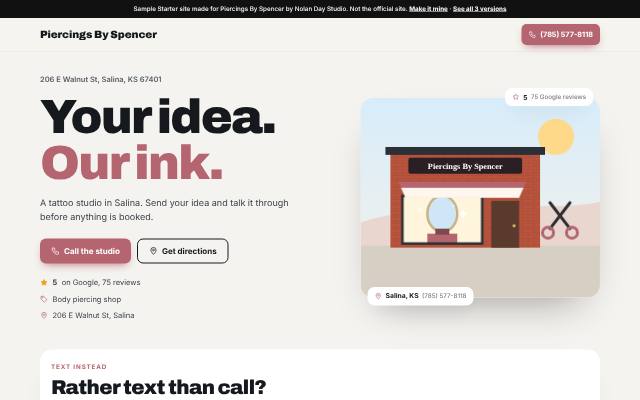 Sample Starter site made for Piercings By Spencer by Nolan Day Studio. Not the official site. Make it mine · See all 3 versions
Piercings By Spencer
(785) 577-8118
206 E Walnut St, Salina, KS 67401
Your idea.
Our ink.
A tattoo studio in Salina. Send your idea and talk it through
before anything is booked.
Call the studio
Get directions
5 on Google, 75 reviews
Body piercing shop
206 E Walnut St, Salina
5 75 Google reviews
Piercings By Spencer
Salina, KS (785) 577-8118
TEXT INSTEAD
Rather text than call?